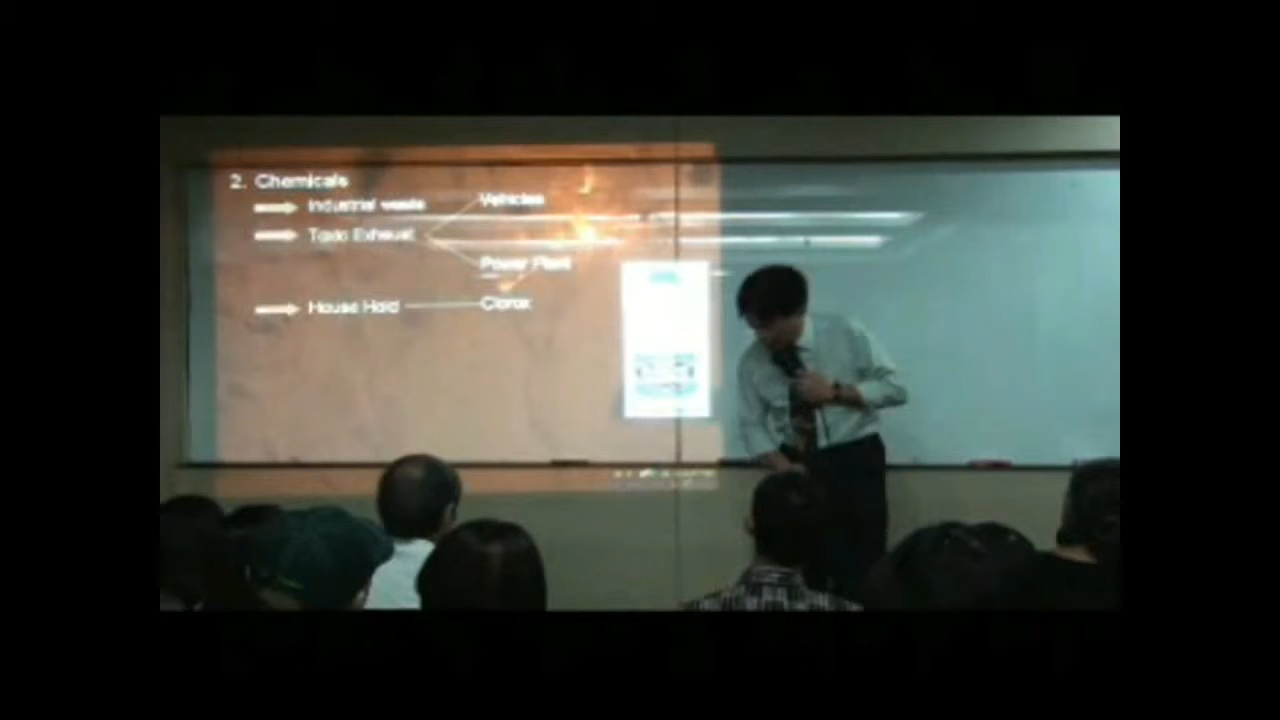 2. Chemicals
Industrial waste
Vehicles
Toxic Exhaust
Power Plant
House Hold
Clorox